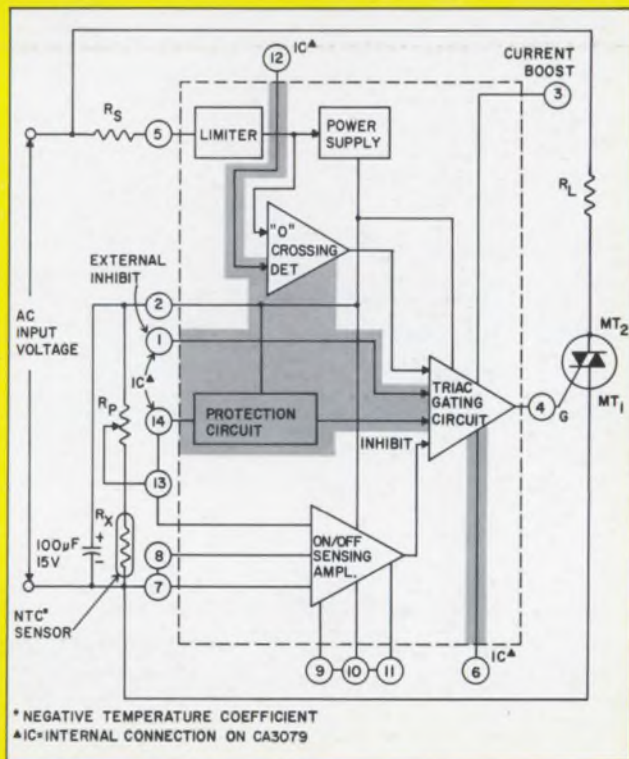 12
IC▲
CURRENT
BOOST
3
RS
5
LIMITER
POWER
SUPPLY
RL
"O"
CROSSING
DET
EXTERNAL
INHIBIT
2
1
AC
INPUT
VOLTAGE
IC▲
MT2
MT1
TRIAC
GATING
CIRCUIT
4
G
RP
14
PROTECTION
CIRCUIT
INHIBIT
13
RX
100µF
15V
+
-
8
7
ON/OFF
SENSING
AMPL.
NTC*
SENSOR
9
10
11
6
IC▲
* NEGATIVE TEMPERATURE COEFFICIENT
▲IC=INTERNAL CONNECTION ON CA3079